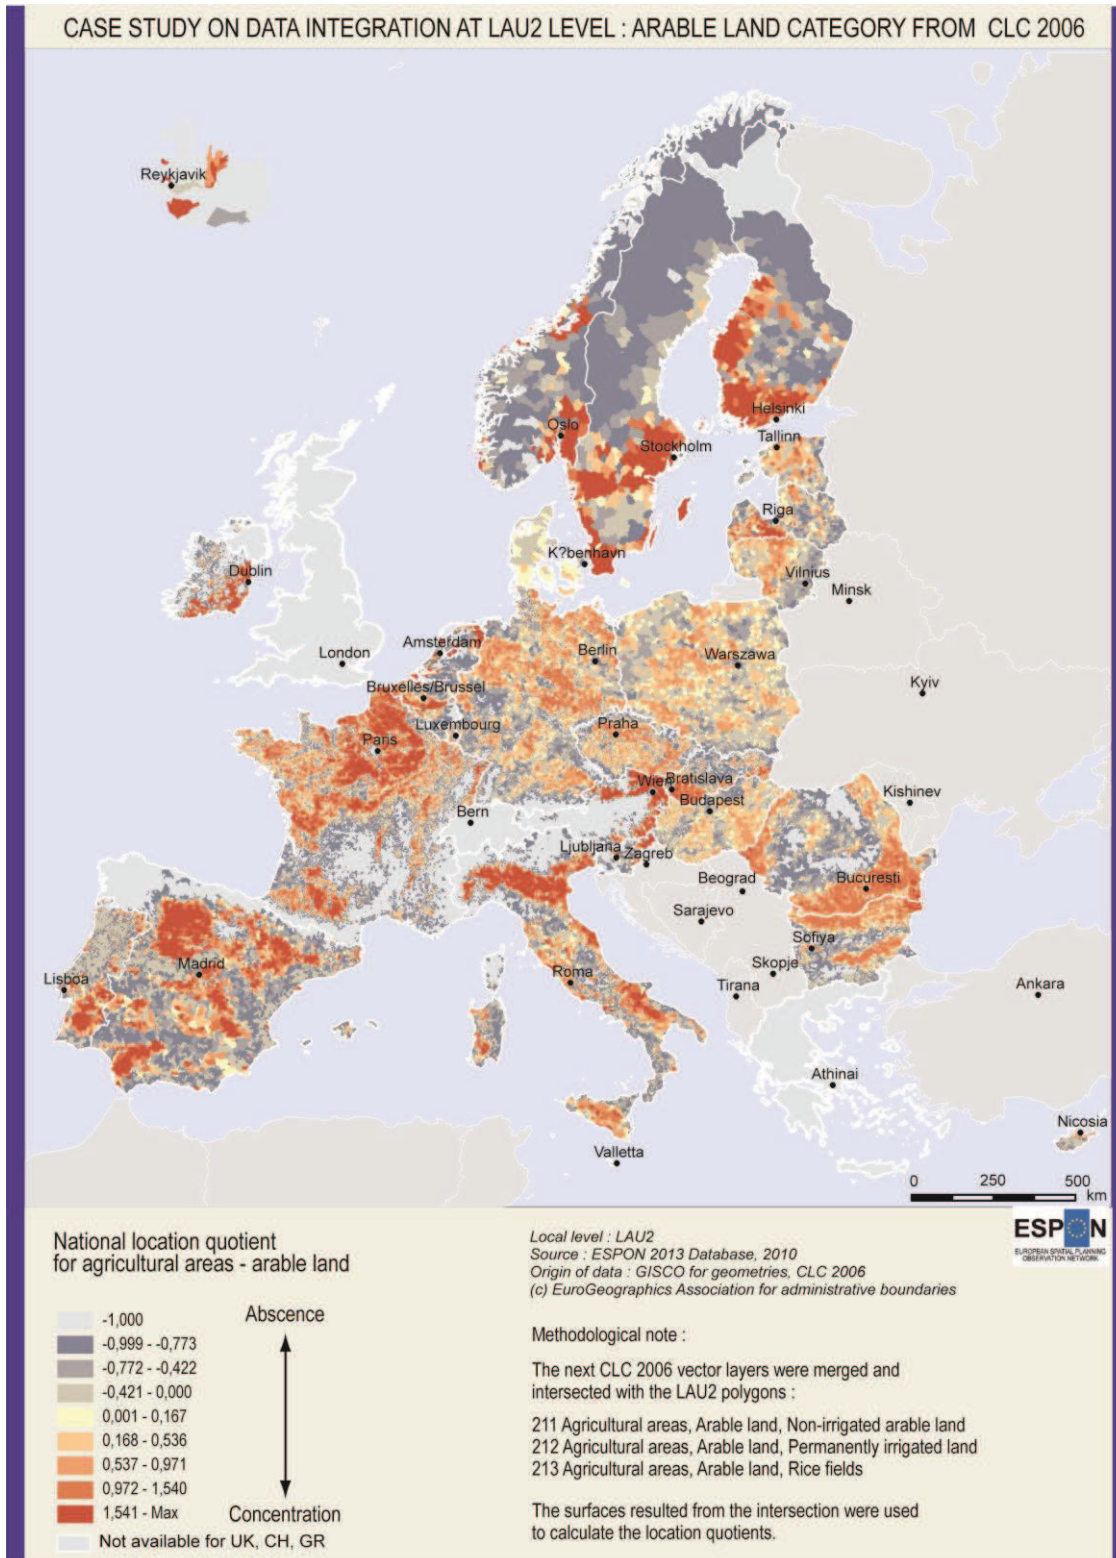 CASE STUDY ON DATA INTEGRATION AT LAU2 LEVEL : ARABLE LAND CATEGORY FROM CLC 2006
Reykjavik
Oslo
Helsinki
Stockholm
Tallinn
Riga
K?benhavn
Dublin
Vilnius
Minsk
London
Amsterdam
Berlin
Warszawa
Kyiv
Bruxelles/Brussel
Luxembourg
Praha
Paris
Wien
Bratislava
Kishinev
Budapest
Bern
Ljubljana
Zagreb
Beograd
Bucuresti
Sarajevo
Sofiya
Madrid
Roma
Skopje
Lisboa
Tirana
Ankara
Athinai
Nicosia
Valletta
0 250 500
km
National location quotient
for agricultural areas - arable land
Abscence
-1,000
-0,999 - -0,773
-0,772 - -0,422
-0,421 - 0,000
0,001 - 0,167
0,168 - 0,536
0,537 - 0,971
0,972 - 1,540
1,541 - Max
Concentration
Not available for UK, CH, GR
Local level : LAU2
Source : ESPON 2013 Database, 2010
Origin of data : GISCO for geometries, CLC 2006
(c) EuroGeographics Association for administrative boundaries
Methodological note :
The next CLC 2006 vector layers were merged and
intersected with the LAU2 polygons :
211 Agricultural areas, Arable land, Non-irrigated arable land
212 Agricultural areas, Arable land, Permanently irrigated land
213 Agricultural areas, Arable land, Rice fields
The surfaces resulted from the intersection were used
to calculate the location quotients.
ESPON
EUROPEAN SPATIAL PLANNING
OBSERVATION NETWORK